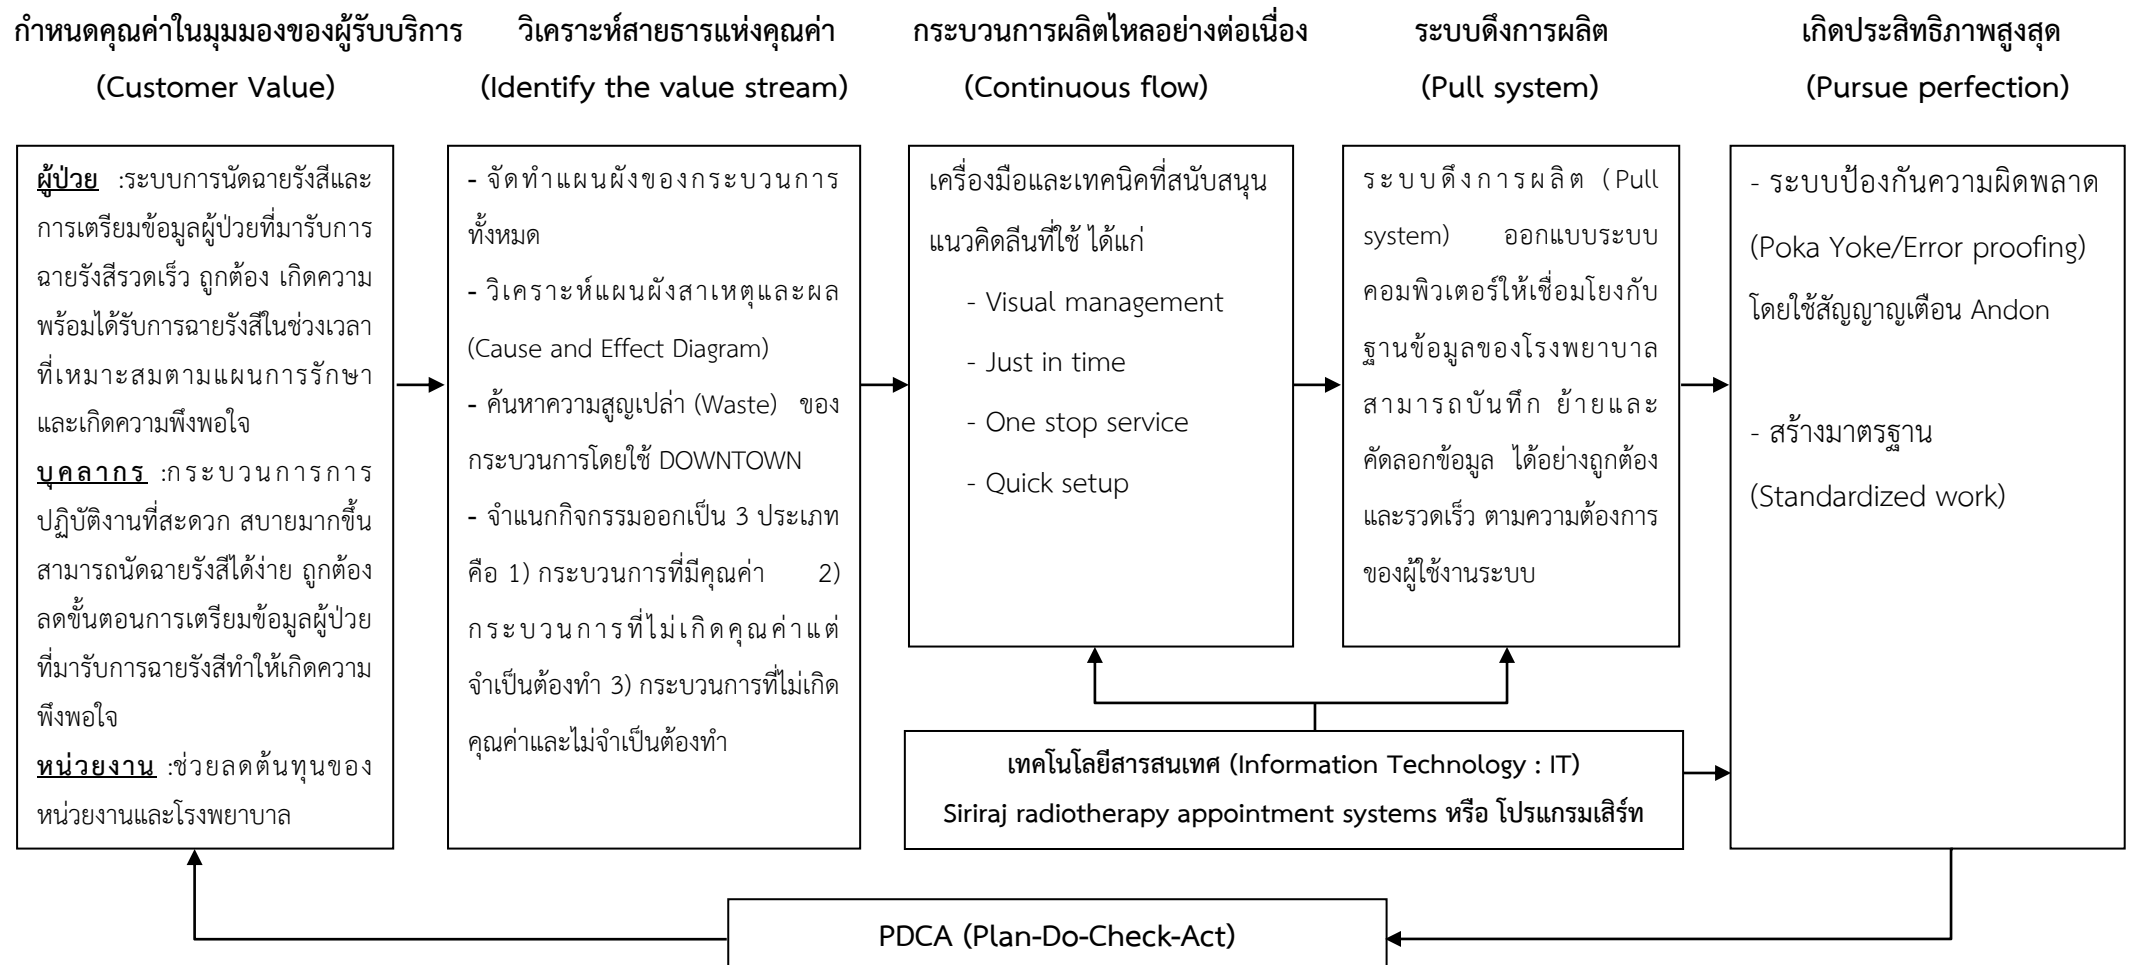 กำหนดคุณค่าในมุมมองของผู้รับบริการ
(Customer Value)
วิเคราะห์สายธารแห่งคุณค่า
(Identify the value stream)
กระบวนการผลิตไหลอย่างต่อเนื่อง
(Continuous flow)
ระบบดึงการผลิต
(Pull system)
เกิดประสิทธิภาพสูงสุด
(Pursue perfection)
ผู้ป่วย :ระบบการนัดฉายรังสีและ
การเตรียมข้อมูลผู้ป่วยที่มารับการ
ฉายรังสีรวดเร็ว ถูกต้อง เกิดความ
พร้อมได้รับการฉายรังสีในช่วงเวลา
ที่เหมาะสมตามแผนการรักษา
และเกิดความพึงพอใจ
บุคลากร :กระบวนการการ
ปฏิบัติงานที่สะดวก สบายมากขึ้น
สามารถนัดฉายรังสีได้ง่าย ถูกต้อง
ลดขั้นตอนการเตรียมข้อมูลผู้ป่วย
ที่มารับการฉายรังสีทำให้เกิดความ
พึงพอใจ
หน่วยงาน :ช่วยลดต้นทุนของ
หน่วยงานและโรงพยาบาล
- จัดทำแผนผังของกระบวนการ
ทั้งหมด
- วิเคราะห์แผนผังสาเหตุและผล
(Cause and Effect Diagram)
- ค้นหาความสูญเปล่า (Waste) ของ
กระบวนการโดยใช้ DOWNTOWN
- จำแนกกิจกรรมออกเป็น 3 ประเภท
คือ 1) กระบวนการที่มีคุณค่า 2)
กระบวนการที่ไม่เกิดคุณค่าแต่
จำเป็นต้องทำ 3) กระบวนการที่ไม่เกิด
คุณค่าและไม่จำเป็นต้องทำ
เครื่องมือและเทคนิคที่สนับสนุน
แนวคิดลีนที่ใช้ ได้แก่
- Visual management
- Just in time
- One stop service
- Quick setup
ระบบดึงการผลิต (Pull
system) ออกแบบระบบ
คอมพิวเตอร์ให้เชื่อมโยงกับ
ฐานข้อมูลของโรงพยาบาล
สามารถบันทึก ย้ายและ
คัดลอกข้อมูล ได้อย่างถูกต้อง
และรวดเร็ว ตามความต้องการ
ของผู้ใช้งานระบบ
- ระบบป้องกันความผิดพลาด
(Poka Yoke/Error proofing)
โดยใช้สัญญาณเตือน Andon
- สร้างมาตรฐาน
(Standardized work)
เทคโนโลยีสารสนเทศ (Information Technology : IT)
Siriraj radiotherapy appointment systems หรือ โปรแกรมเสิร์ท
PDCA (Plan-Do-Check-Act)